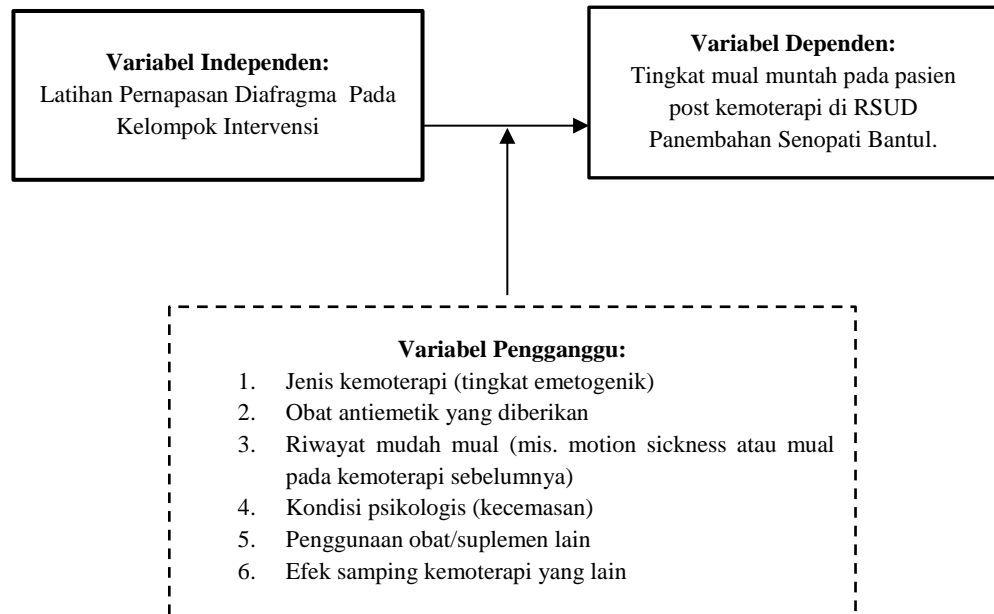 Variabel Independen:
Latihan Pernapasan Diafragma Pada
Kelompok Intervensi
Variabel Dependen:
Tingkat mual muntah pada pasien
post kemoterapi di RSUD
Panembahan Senopati Bantul.
Variabel Pengganggu:
1. Jenis kemoterapi (tingkat emetogenik)
2. Obat antiemetik yang diberikan
3. Riwayat mudah mual (mis. motion sickness atau mual
pada kemoterapi sebelumnya)
4. Kondisi psikologis (kecemasan)
5. Penggunaan obat/suplemen lain
6. Efek samping kemoterapi yang lain